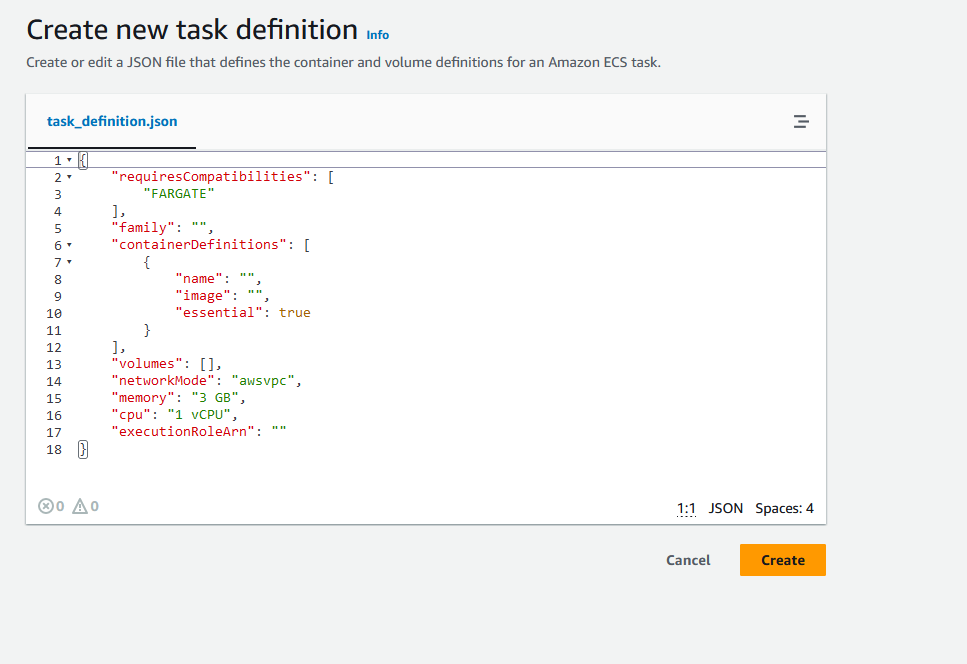 Create new task definition Info
Create or edit a JSON file that defines the container and volume definitions for an Amazon ECS task.
task_definition.json
1 {
2     "requiresCompatibilities": [
3         "FARGATE"
4     ],
5     "family": "",
6     "containerDefinitions": [
7         {
8             "name": "",
9             "image": "",
10             "essential": true
11         }
12     ],
13     "volumes": [],
14     "networkMode": "awsvpc",
15     "memory": "3 GB",
16     "cpu": "1 vCPU",
17     "executionRoleArn": ""
18 }
0 0 1:1 JSON Spaces: 4
Cancel Create